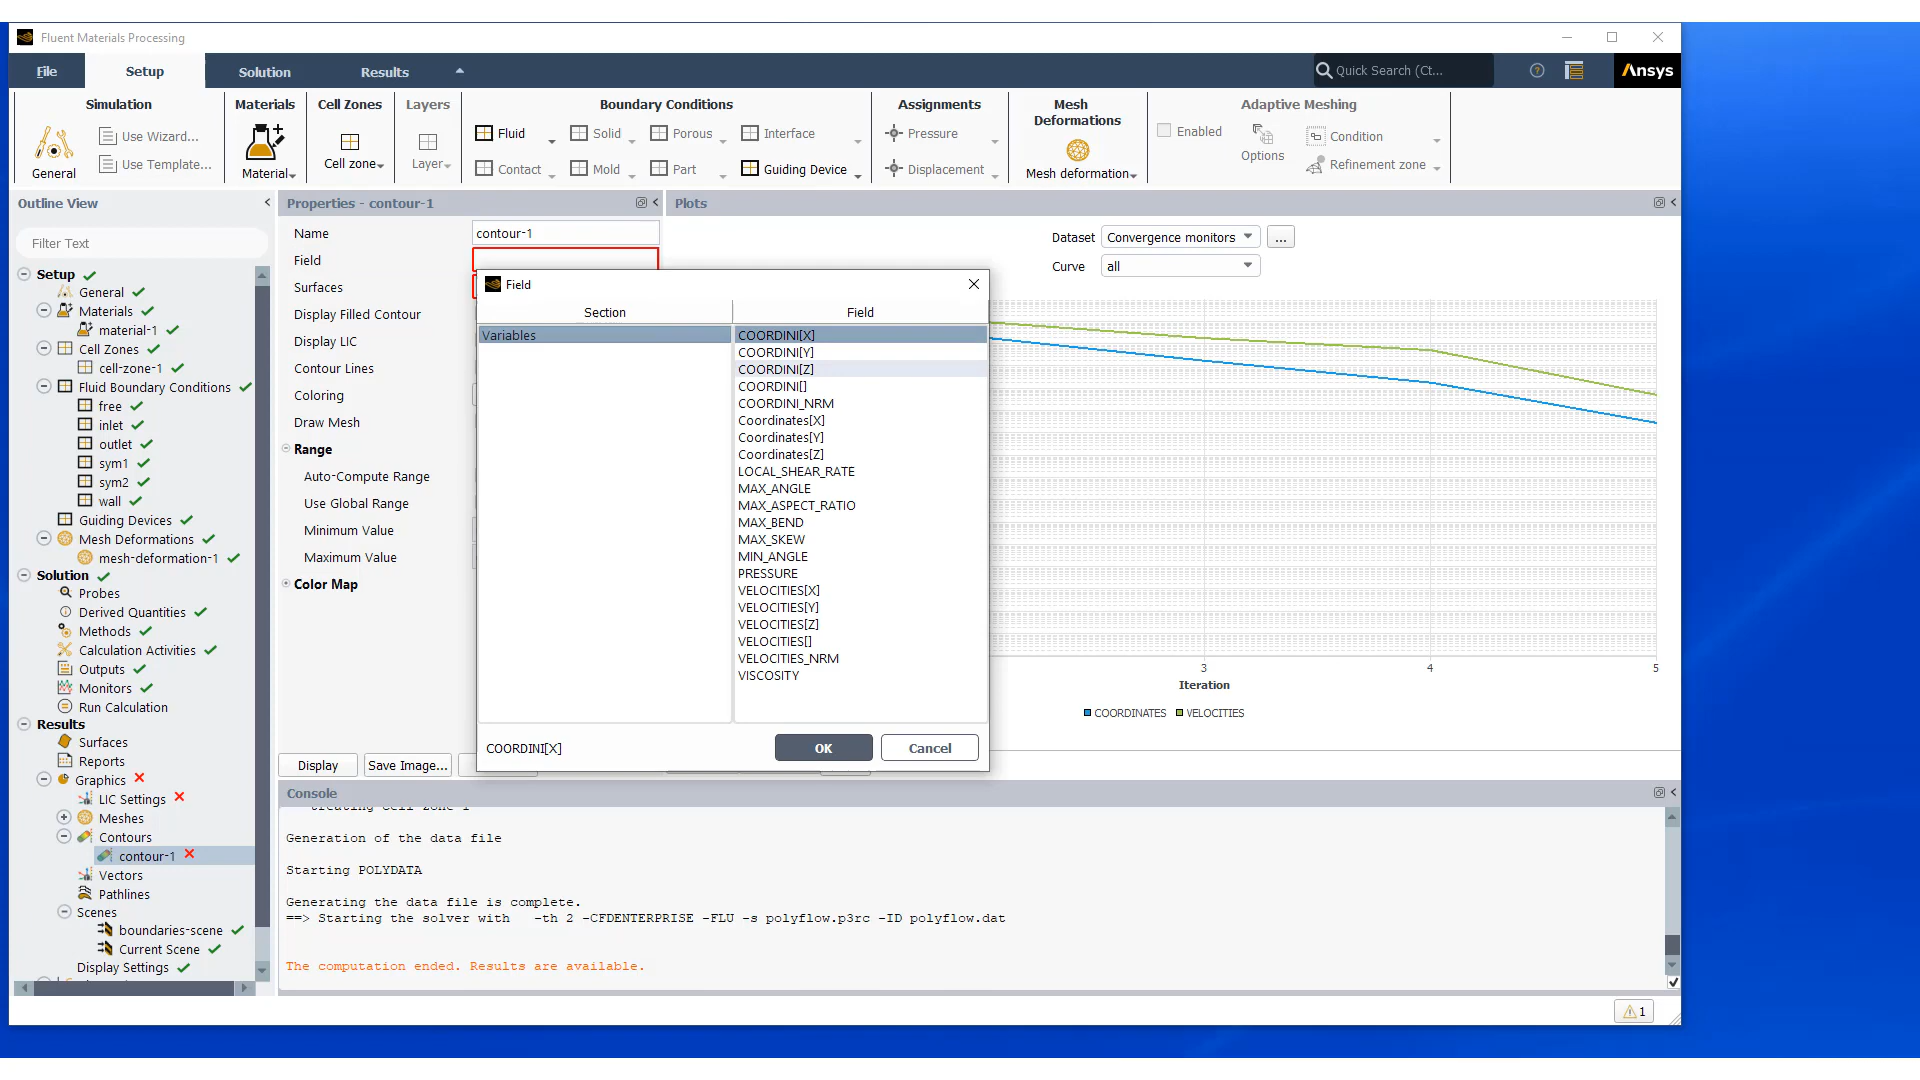 Fluent Materials Processing
File
Setup
Solution
Results
Quick Search (Ct...
Ansys
Simulation
General
Use Wizard...
Use Template...
Materials
Material
Cell Zones
Cell zone
Layers
Layer
Boundary Conditions
Fluid
Solid
Porous
Interface
Contact
Mold
Part
Guiding Device
Assignments
Pressure
Displacement
Mesh
Deformations
Mesh deformation
Adaptive Meshing
Enabled
Options
Condition
Refinement zone
Outline View
Filter Text
Setup
General
Materials
material-1
Cell Zones
cell-zone-1
Fluid Boundary Conditions
free
inlet
outlet
sym1
sym2
wall
Guiding Devices
Mesh Deformations
mesh-deformation-1
Solution
Probes
Derived Quantities
Methods
Calculation Activities
Outputs
Monitors
Run Calculation
Results
Surfaces
Reports
Graphics
LIC Settings
Meshes
Contours
contour-1
Vectors
Pathlines
Scenes
boundaries-scene
Current Scene
Display Settings
Properties - contour-1
Name
contour-1
Field
Surfaces
Display Filled Contour
Display LIC
Contour Lines
Coloring
Draw Mesh
Range
Auto-Compute Range
Use Global Range
Minimum Value
Maximum Value
Color Map
Display
Save Image...
Field
Section
Field
Variables
COORDINI[X]
COORDINI[Y]
COORDINI[Z]
COORDINI[]
COORDINI_NRM
Coordinates[X]
Coordinates[Y]
Coordinates[Z]
LOCAL_SHEAR_RATE
MAX_ANGLE
MAX_ASPECT_RATIO
MAX_BEND
MAX_SKEW
MIN_ANGLE
PRESSURE
VELOCITIES[X]
VELOCITIES[Y]
VELOCITIES[Z]
VELOCITIES[]
VELOCITIES_NRM
VISCOSITY
COORDINI[X]
OK
Cancel
Plots
Dataset
Convergence monitors
...
Curve
all
3
4
5
Iteration
COORDINATES
VELOCITIES
Console
Generation of the data file
Starting POLYDATA
Generating the data file is complete.
==> Starting the solver with -th 2 -CFDENTERPRISE -FLU -s polyflow.p3rc -ID polyflow.dat
The computation ended. Results are available.
1